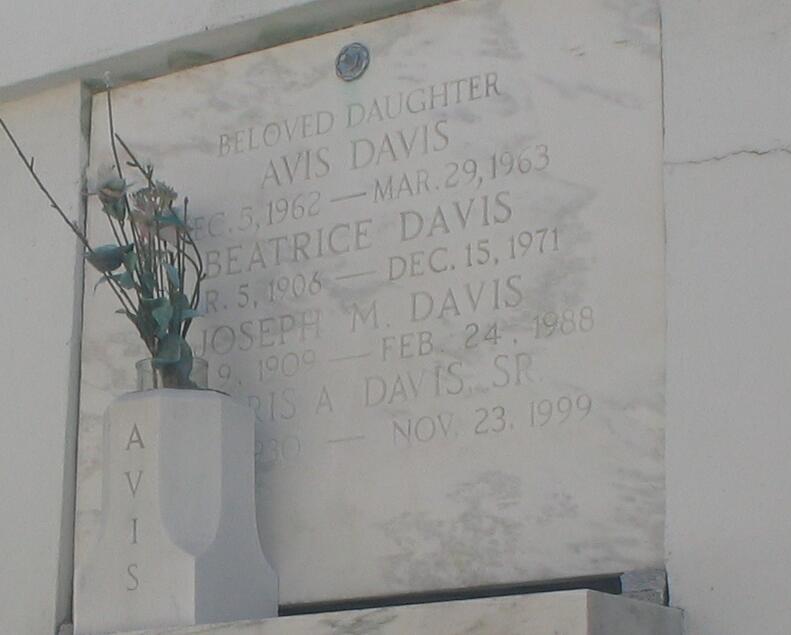 BELOVED DAUGHTER
AVIS DAVIS
EC. 5, 1962 — MAR. 29, 1963
BEATRICE DAVIS
R. 5, 1906 — DEC. 15, 1971
JOSEPH M. DAVIS
9, 1909 — FEB. 24, 1988
RIS A DAVIS, SR.
930 — NOV. 23, 1999
AVIS